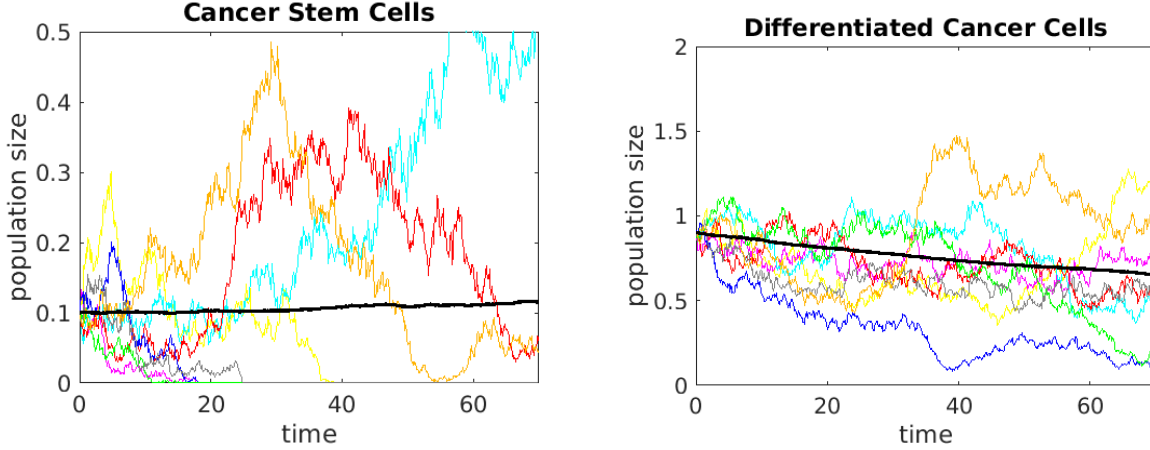 Cancer Stem Cells
0.5
0.4
0.3
0.2
0.1
0
0 20 40 60
population size
time
Differentiated Cancer Cells
2
1.5
1
0.5
0
0 20 40 60
population size
time